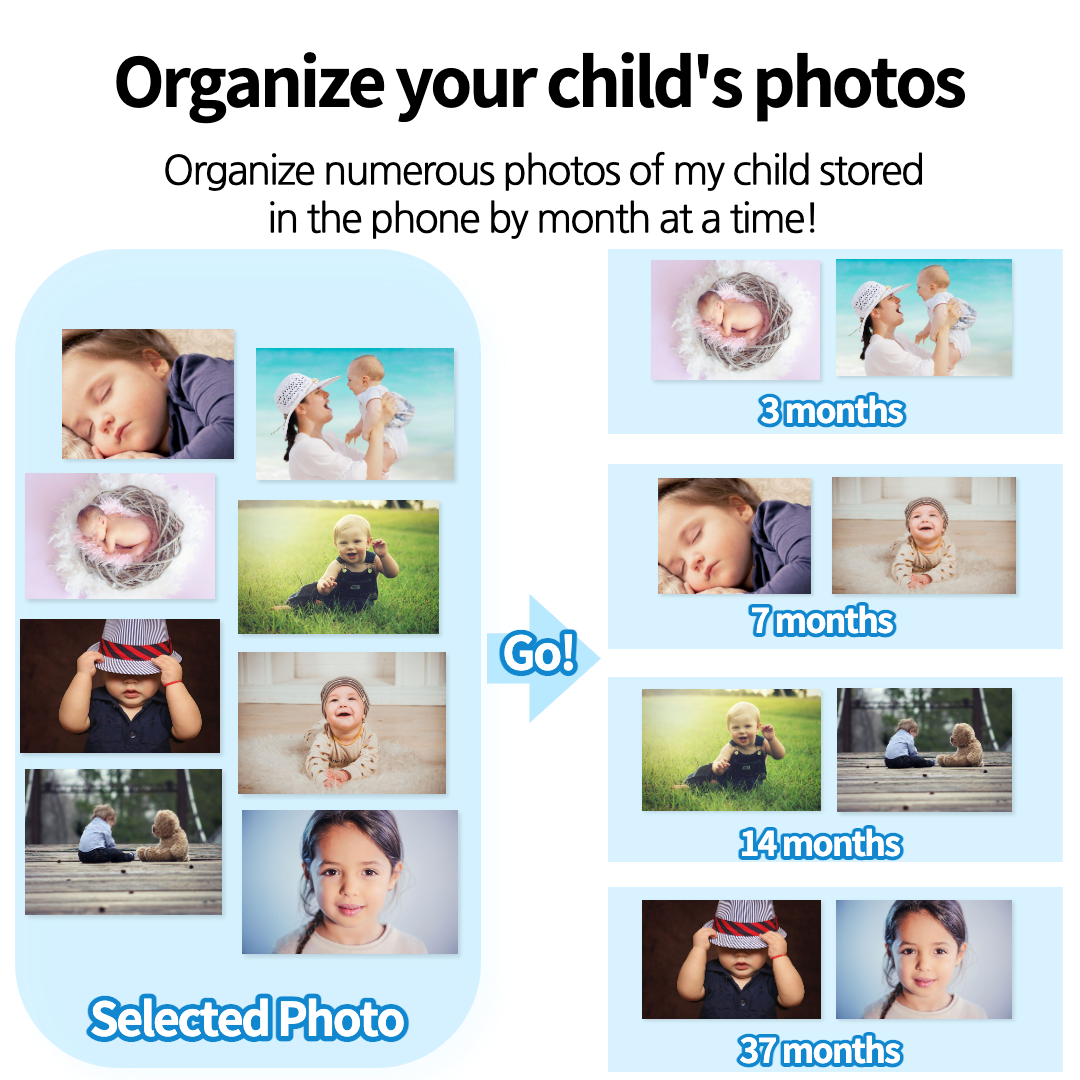 Organize your child's photos
Organize numerous photos of my child stored
in the phone by month at a time!
Selected Photo
Go!
3 months
7 months
14 months
37 months